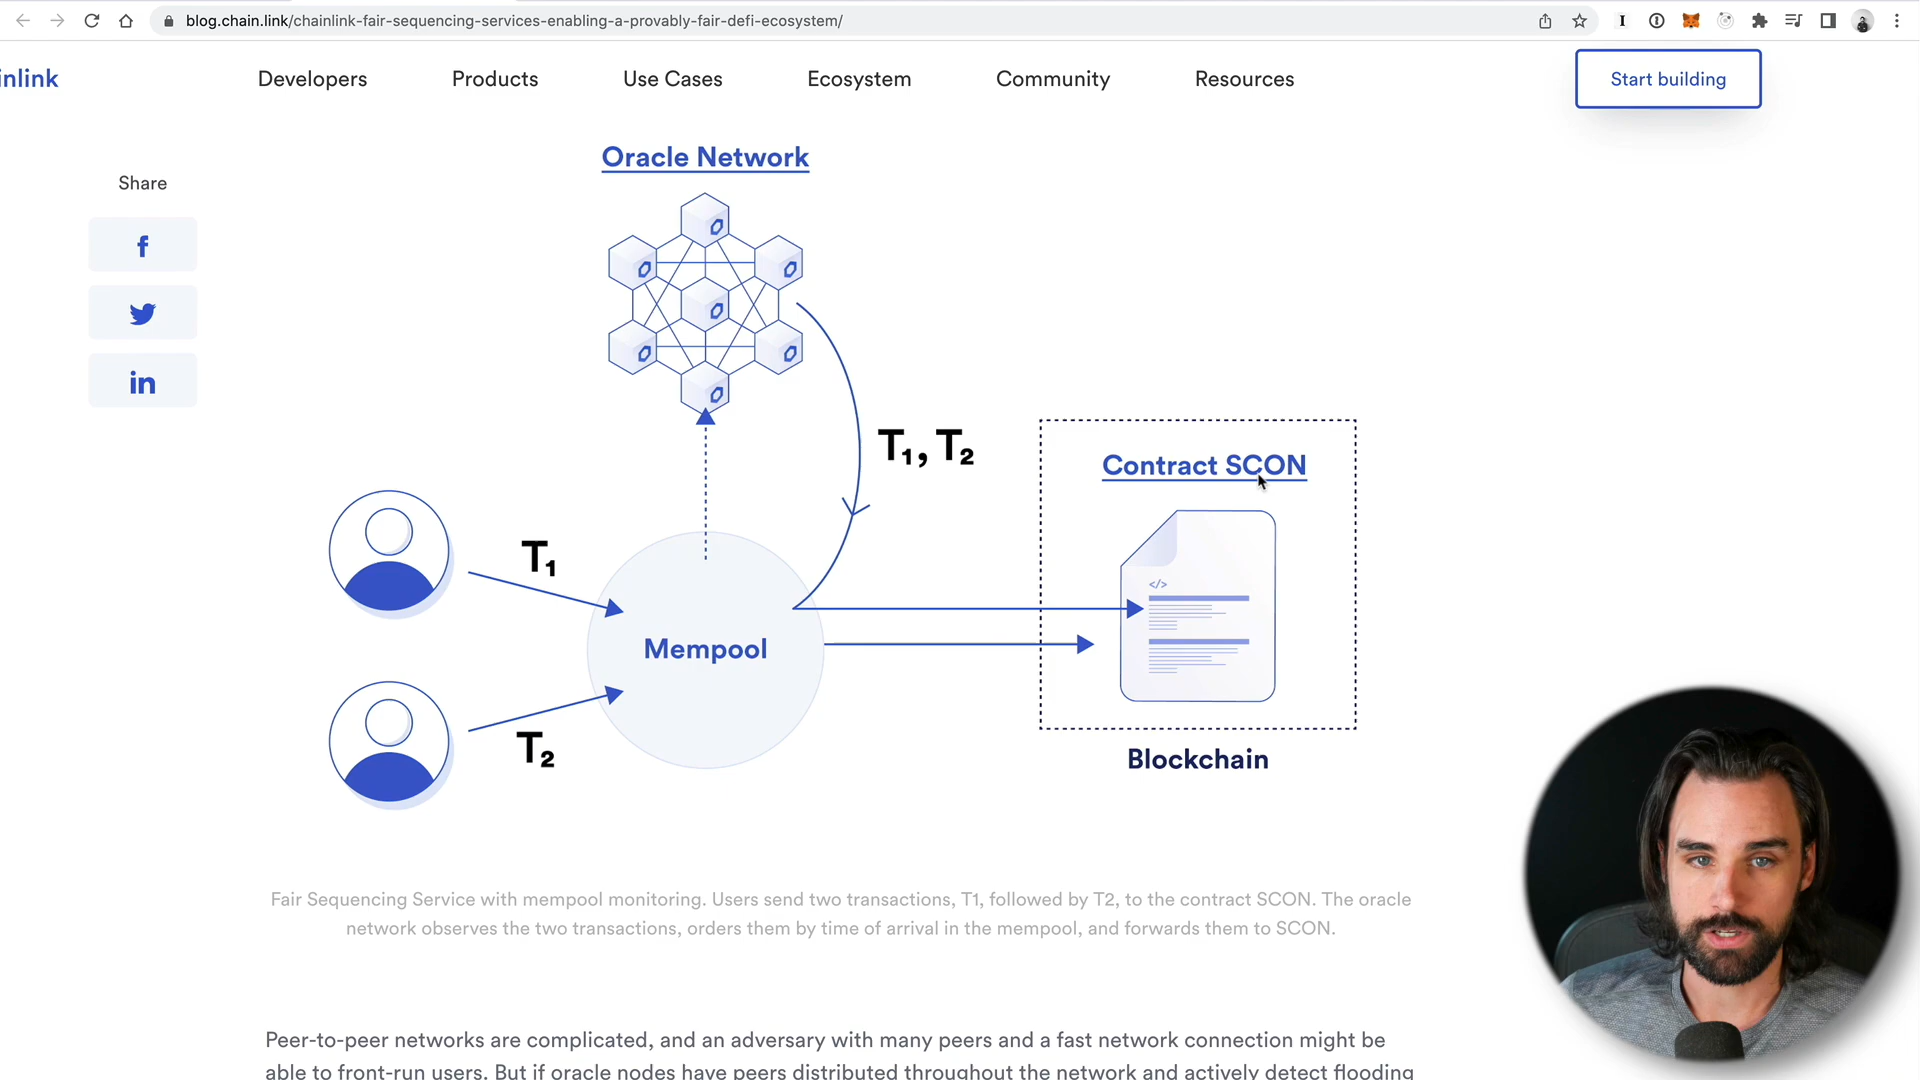 blog.chain.link/chainlink-fair-sequencing-services-enabling-a-provably-fair-defi-ecosystem/
inlink
Developers
Products
Use Cases
Ecosystem
Community
Resources
Start building
Share
f
in
Oracle Network
T₁, T₂
Contract SCON
</>
T₁
Mempool
T₂
Blockchain
Fair Sequencing Service with mempool monitoring. Users send two transactions, T1, followed by T2, to the contract SCON. The oracle
network observes the two transactions, orders them by time of arrival in the mempool, and forwards them to SCON.
Peer-to-peer networks are complicated, and an adversary with many peers and a fast network connection might be
able to front-run users. But if oracle nodes have peers distributed throughout the network and actively detect flooding